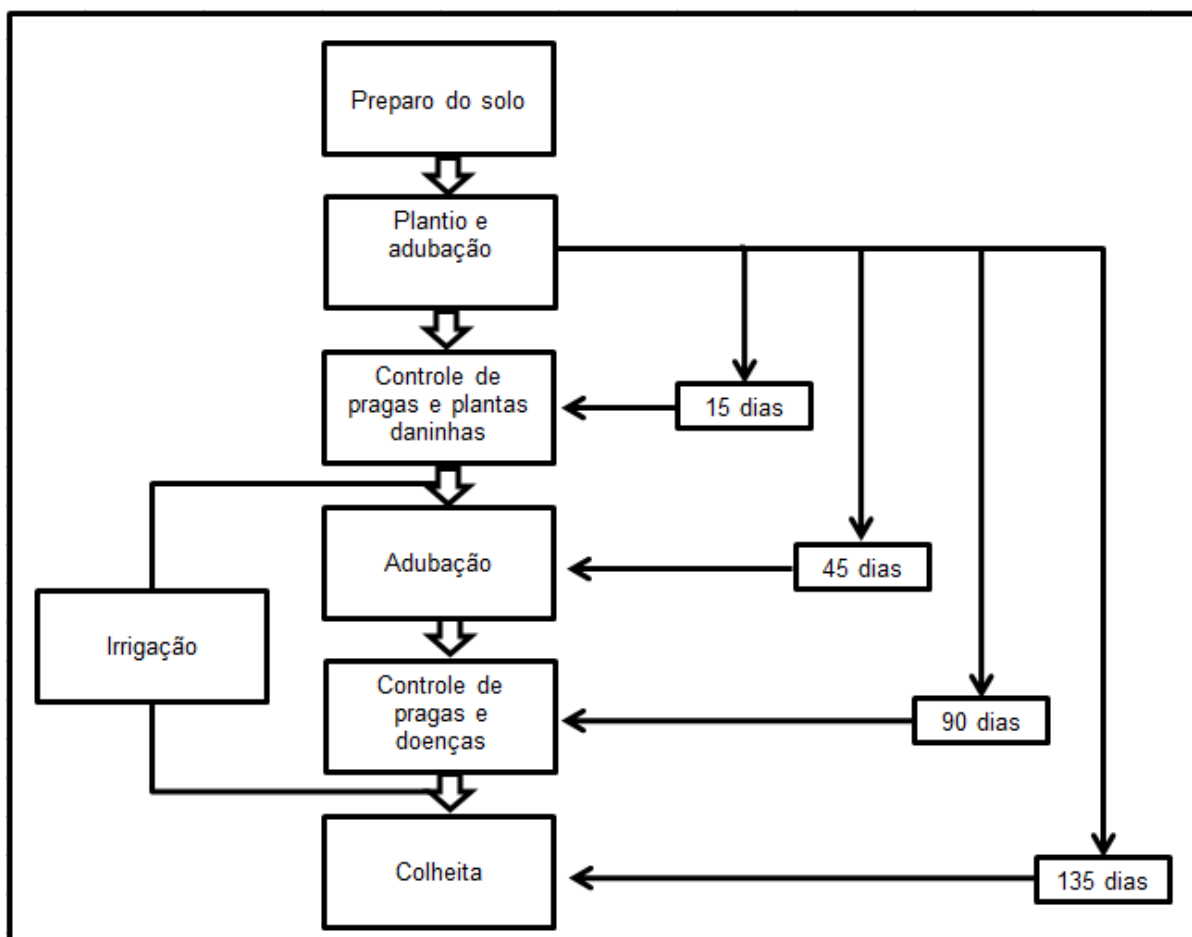 Preparo do solo
Plantio e
adubação
Controle de
pragas e plantas
daninhas
15 dias
Adubação
45 dias
Irrigação
Controle de
pragas e
doenças
90 dias
Colheita
135 dias